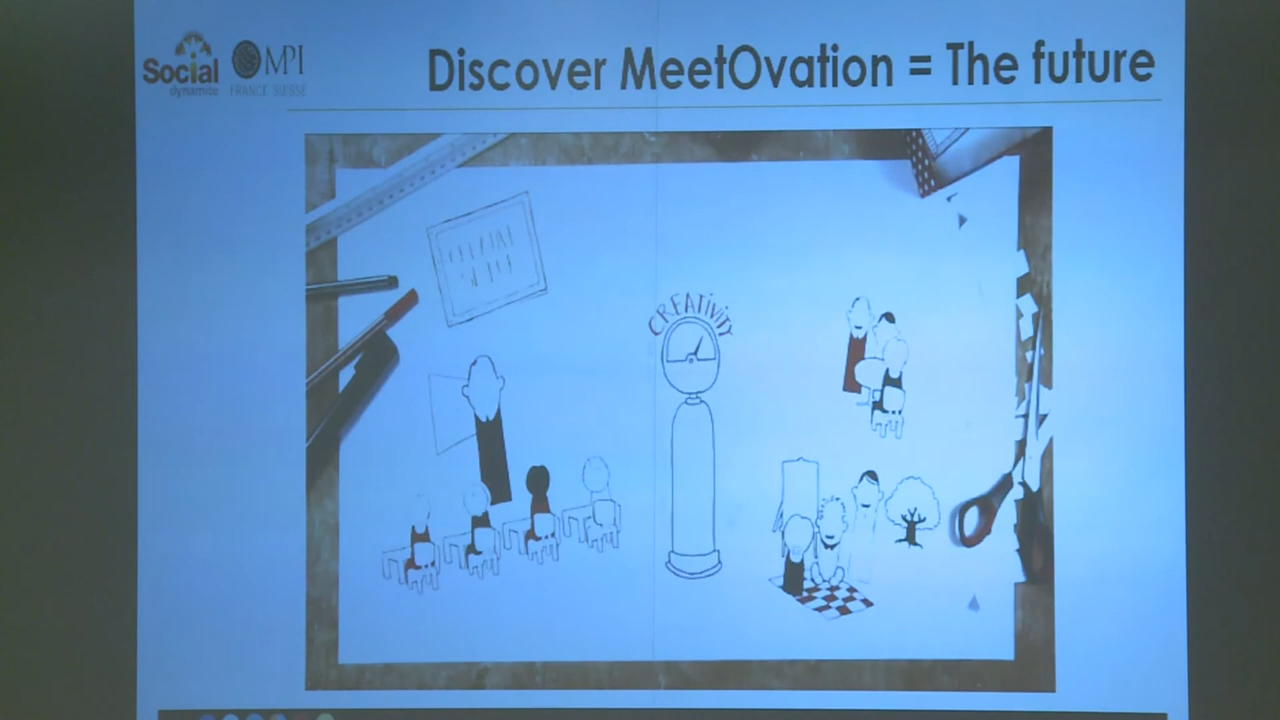 Social
dynamite
MPI
FRANCE SUISSE
Discover MeetOvation = The future
CREATIVITY